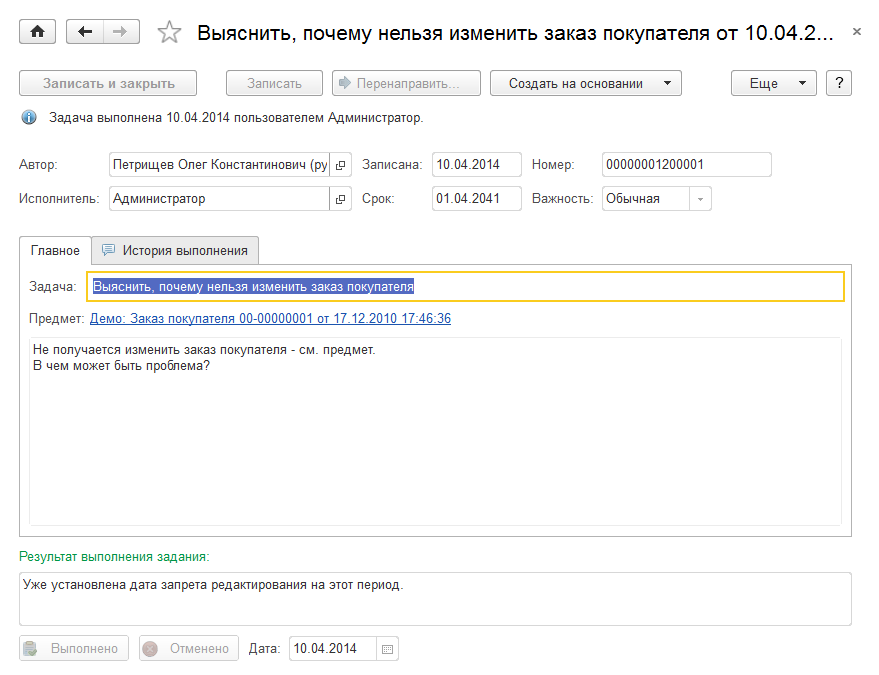 Выяснить, почему нельзя изменить заказ покупателя от 10.04.2...
Записать и закрыть Записать Перенаправить... Создать на основании Еще ?
Задача выполнена 10.04.2014 пользователем Администратор.
Автор: Петрищев Олег Константинович (ру Записана: 10.04.2014 Номер: 00000001200001
Исполнитель: Администратор Срок: 01.04.2041 Важность: Обычная
Главное История выполнения
Задача: Выяснить, почему нельзя изменить заказ покупателя
Предмет: Демо: Заказ покупателя 00-00000001 от 17.12.2010 17:46:36
Не получается изменить заказ покупателя - см. предмет.
В чем может быть проблема?
Результат выполнения задания:
Уже установлена дата запрета редактирования на этот период.
Выполнено Отменено Дата: 10.04.2014